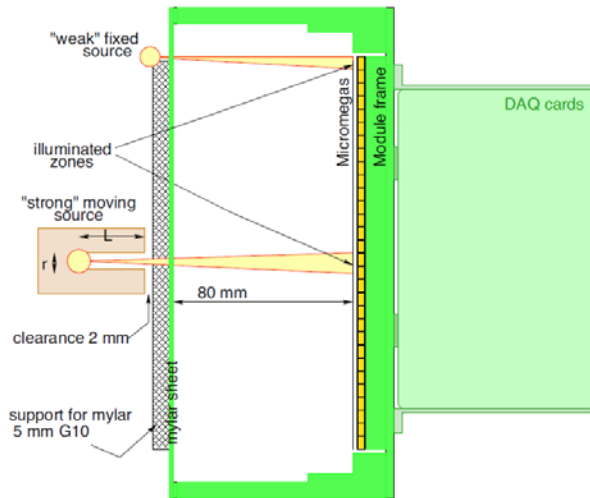 "weak" fixed
source
DAQ cards
Micromegas
Module frame
illuminated
zones
"strong" moving
source
L
r
80 mm
clearance 2 mm
mylar sheet
support for mylar
5 mm G10